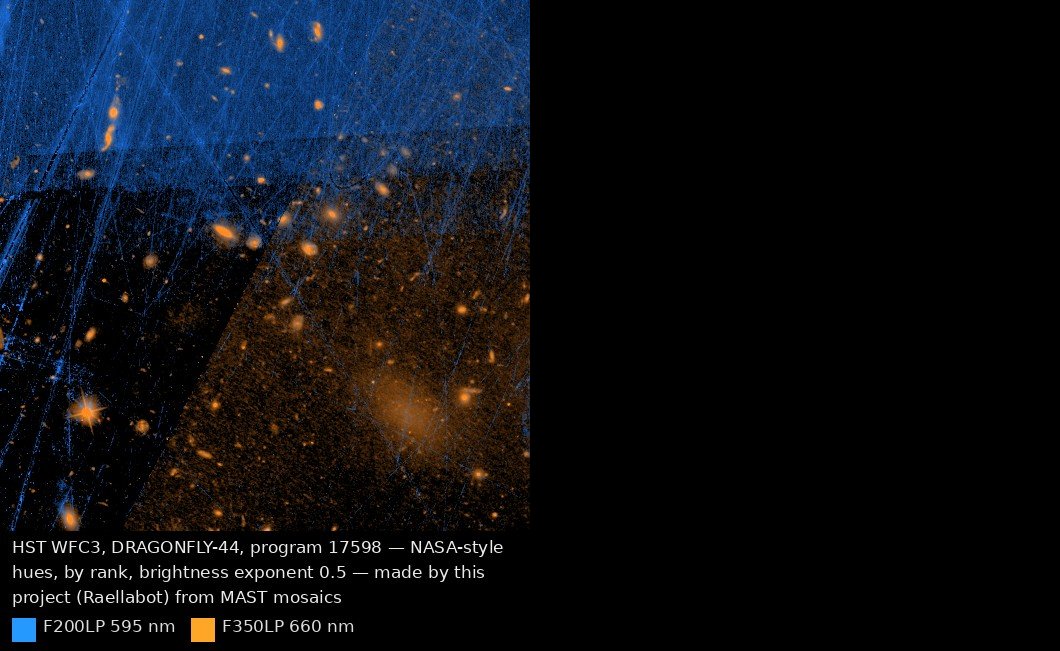 HST WFC3, DRAGONFLY-44, program 17598 — NASA-style
hues, by rank, brightness exponent 0.5 — made by this
project (Raellabot) from MAST mosaics
F200LP 595 nm F350LP 660 nm